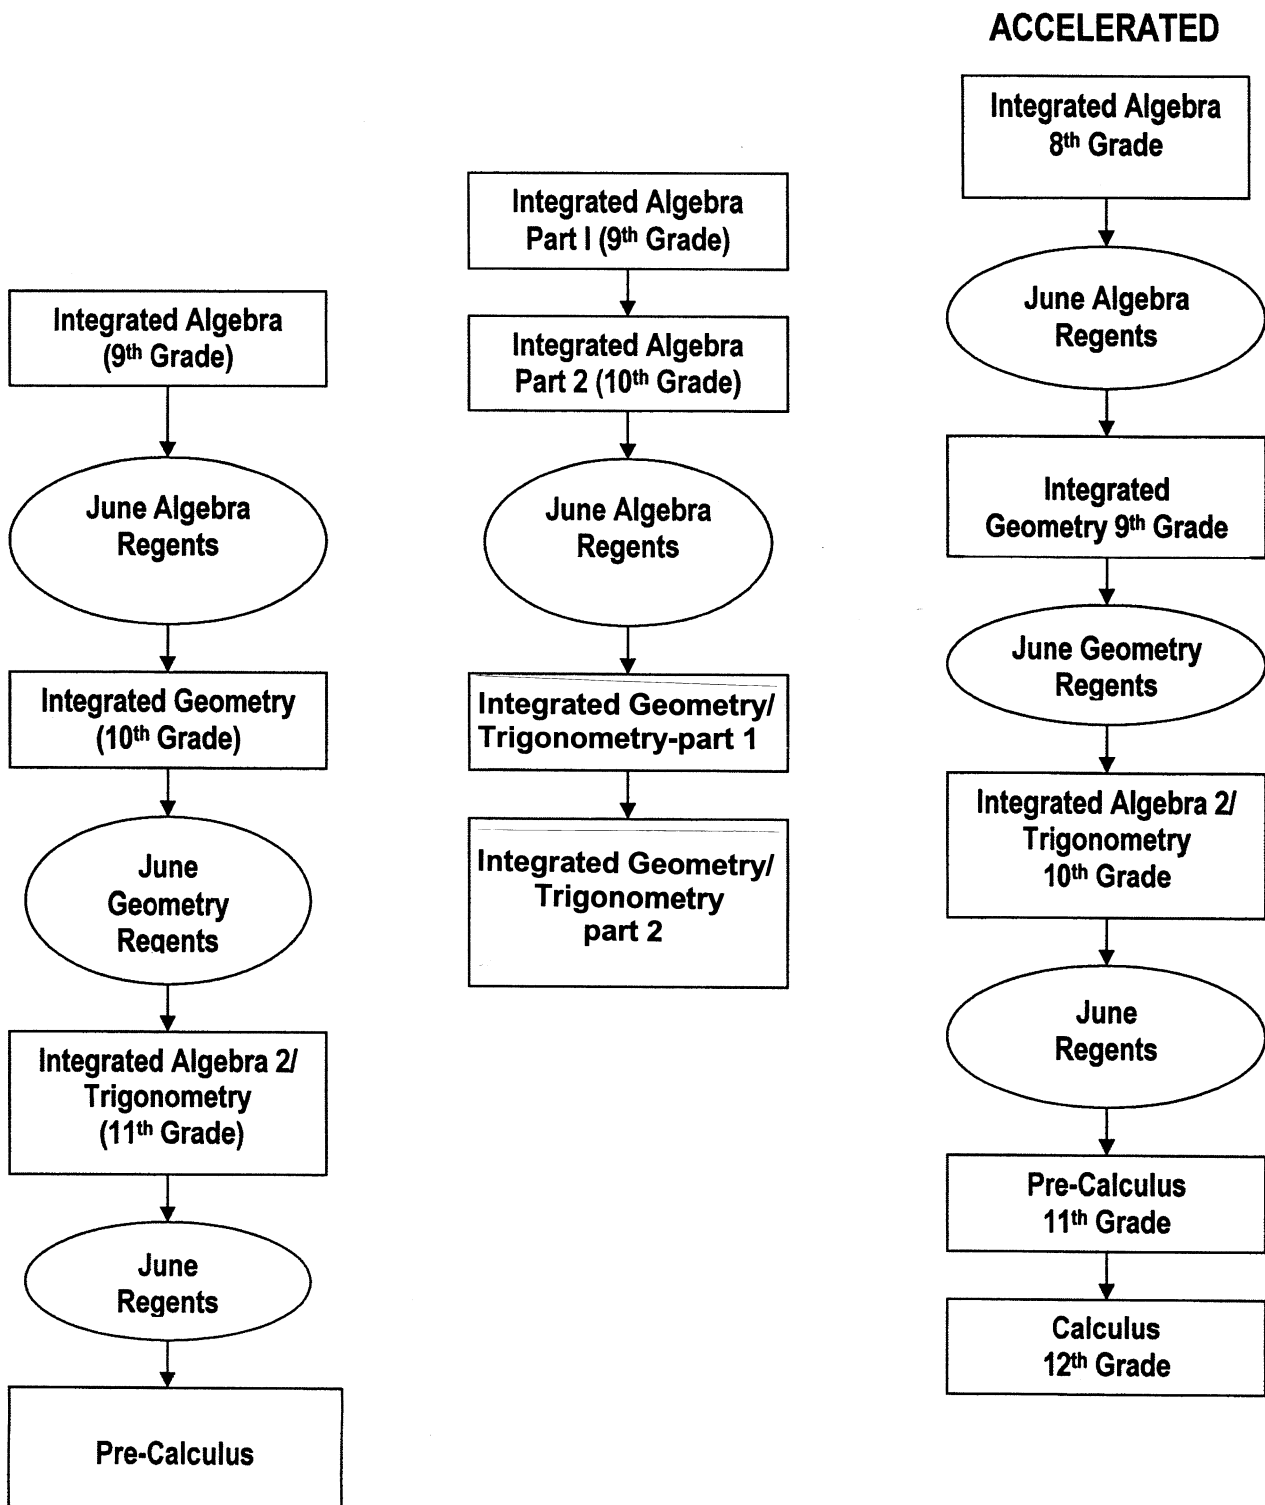 Integrated Algebra
(9th Grade)
June Algebra
Regents
Integrated Geometry
(10th Grade)
June
Geometry
Regents
Integrated Algebra 2/
Trigonometry
(11th Grade)
June
Regents
Pre-Calculus
Integrated Algebra
Part I (9th Grade)
Integrated Algebra
Part 2 (10th Grade)
June Algebra
Regents
Integrated Geometry/
Trigonometry-part 1
Integrated Geometry/
Trigonometry
part 2
ACCELERATED
Integrated Algebra
8th Grade
June Algebra
Regents
Integrated
Geometry 9th Grade
June Geometry
Regents
Integrated Algebra 2/
Trigonometry
10th Grade
June
Regents
Pre-Calculus
11th Grade
Calculus
12th Grade